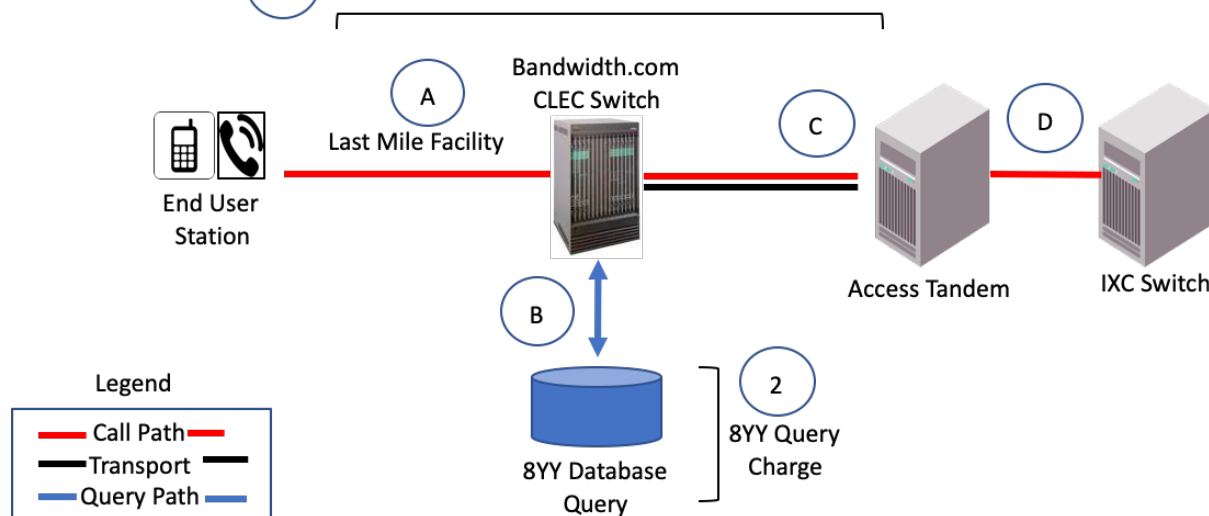 Bandwidth.com
CLEC Switch
A
Last Mile Facility
C
D
End User
Station
Access Tandem
IXC Switch
B
Legend
Call Path
Transport
Query Path
2
8YY Query
Charge
8YY Database
Query